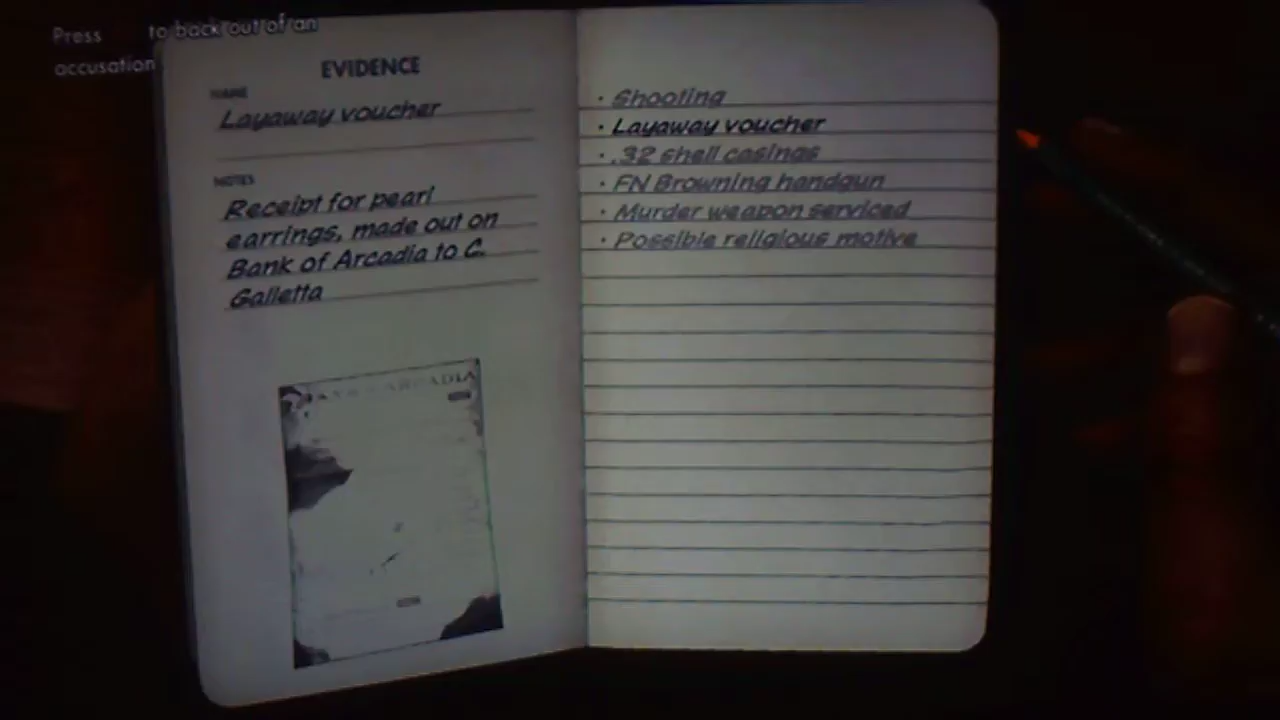 Press to back out of an
accusation
EVIDENCE
NAME
Layaway voucher
NOTES
Receipt for pearl
earrings, made out on
Bank of Arcadia to C.
Galletta
ARCADIA
• Shooting
• Layaway voucher
• .32 shell casings
• FN Browning handgun
• Murder weapon serviced
• Possible religious motive